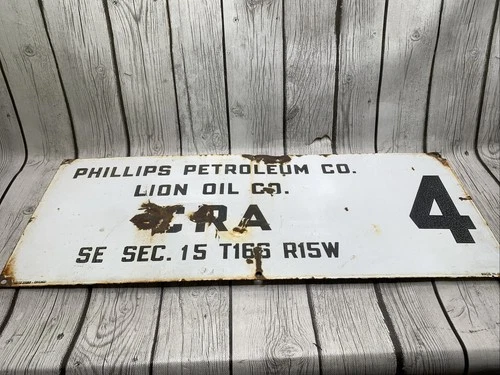 PHILLIPS PETROLEUM CO.
LION OIL CO.
CRA
4
SE SEC. 15 T16S R15W